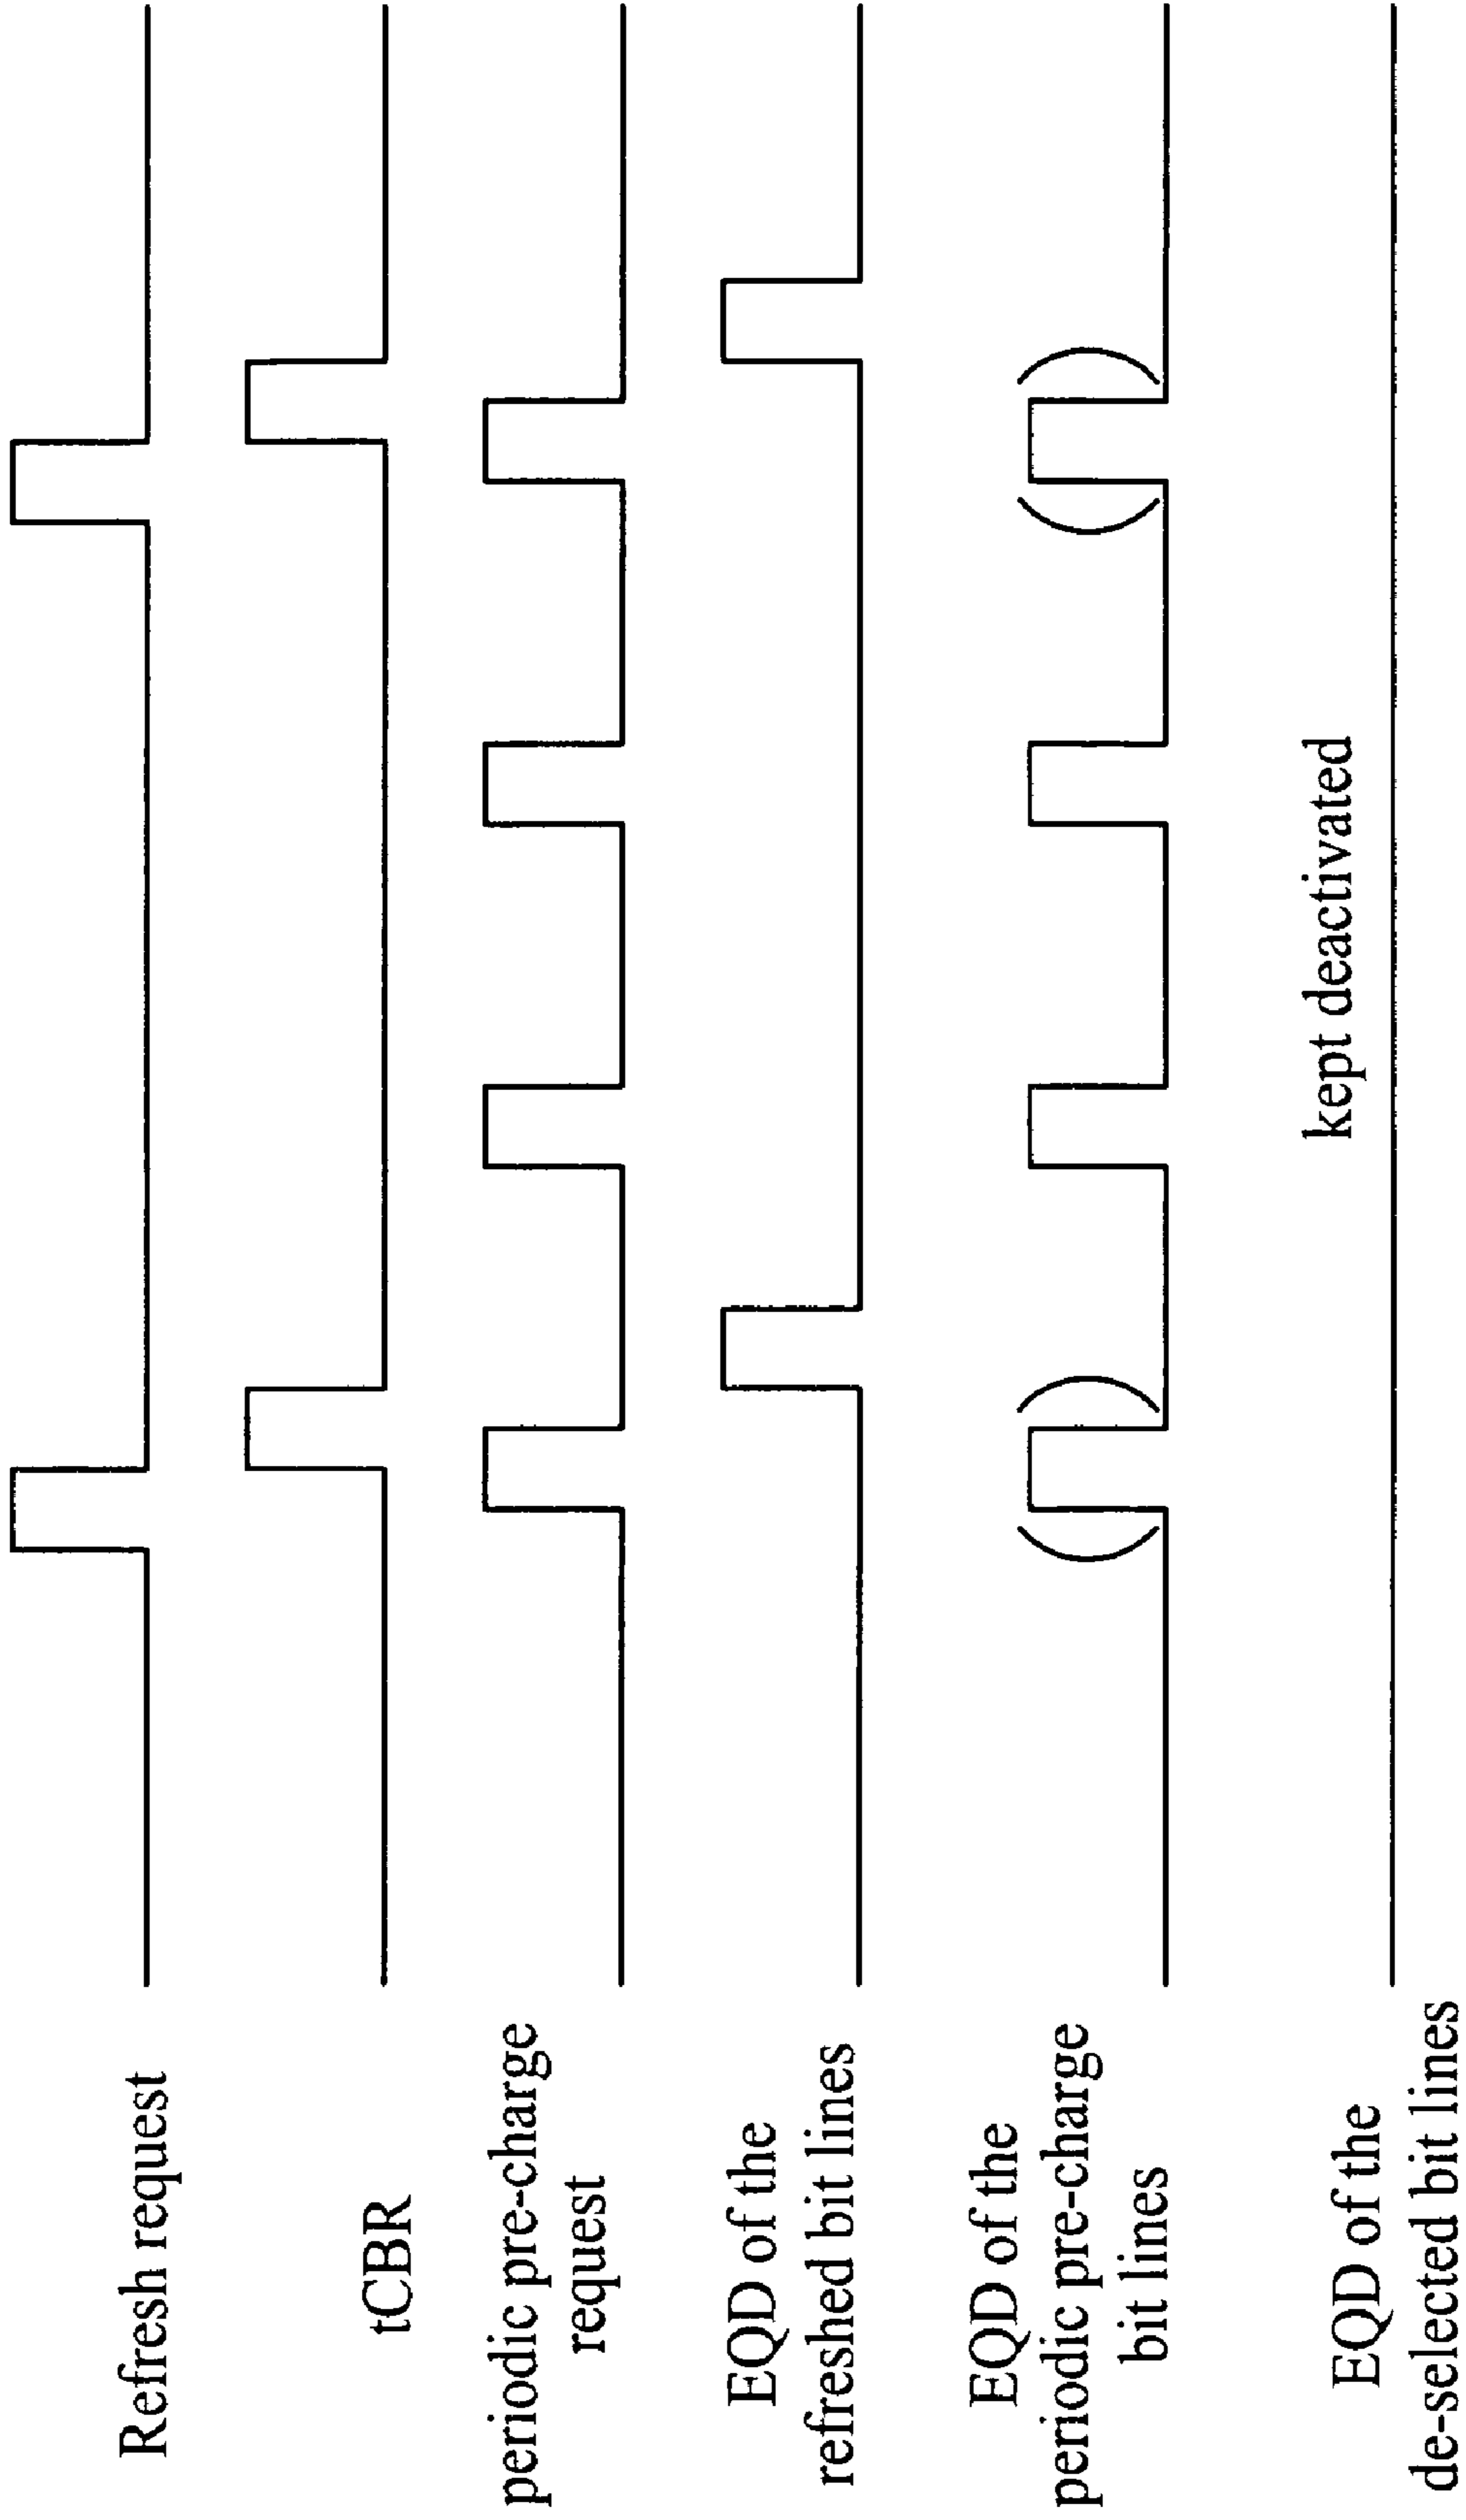 Refresh request
tCBR
periodic pre-charge
request
EQD of the
refreshed bit lines
EQD of the
periodic pre-charge
bit lines
kept deactivated
EQD of the
de-selected bit lines